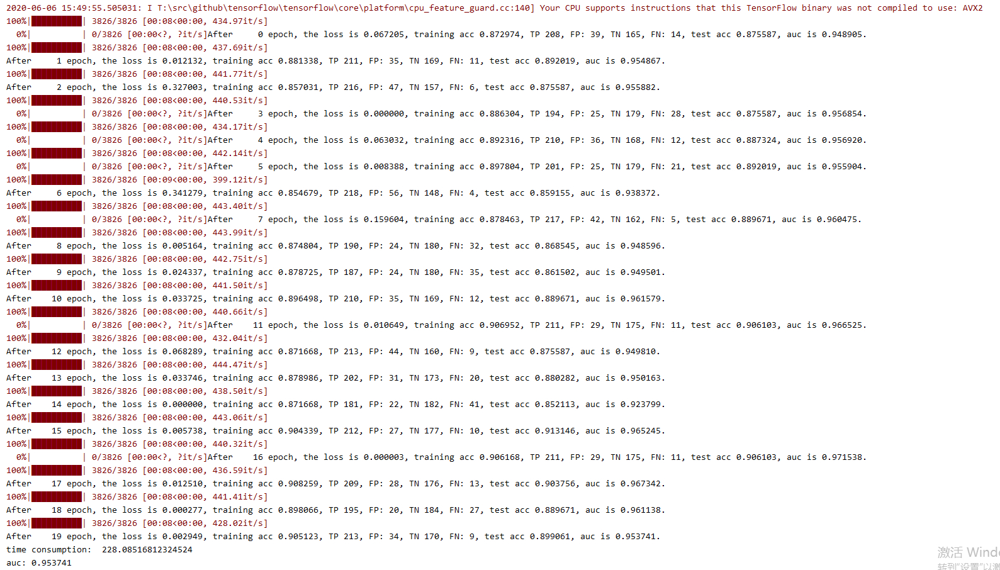 2020-06-06 15:49:55.505031: I T:\src\github\tensorflow\tensorflow\core\platform\cpu_feature_guard.cc:140] Your CPU supports instructions that this TensorFlow binary was not compiled to use: AVX2
100%|██████████| 3826/3826 [00:08<00:00, 434.97it/s]
0%|          | 0/3826 [00:00<?, ?it/s]After     0 epoch, the loss is 0.067205, training acc 0.872974, TP 208, FP: 39, TN 165, FN: 14, test acc 0.875587, auc is 0.948905.
100%|██████████| 3826/3826 [00:08<00:00, 437.69it/s]
After     1 epoch, the loss is 0.012132, training acc 0.881338, TP 211, FP: 35, TN 169, FN: 11, test acc 0.892019, auc is 0.954867.
100%|██████████| 3826/3826 [00:08<00:00, 441.77it/s]
After     2 epoch, the loss is 0.327003, training acc 0.857031, TP 216, FP: 47, TN 157, FN: 6, test acc 0.875587, auc is 0.955882.
100%|██████████| 3826/3826 [00:08<00:00, 440.53it/s]
0%|          | 0/3826 [00:00<?, ?it/s]After     3 epoch, the loss is 0.000000, training acc 0.886304, TP 194, FP: 25, TN 179, FN: 28, test acc 0.875587, auc is 0.956854.
100%|██████████| 3826/3826 [00:08<00:00, 434.17it/s]
0%|          | 0/3826 [00:00<?, ?it/s]After     4 epoch, the loss is 0.063032, training acc 0.892316, TP 210, FP: 36, TN 168, FN: 12, test acc 0.887324, auc is 0.956920.
100%|██████████| 3826/3826 [00:08<00:00, 442.14it/s]
0%|          | 0/3826 [00:00<?, ?it/s]After     5 epoch, the loss is 0.008388, training acc 0.897804, TP 201, FP: 25, TN 179, FN: 21, test acc 0.892019, auc is 0.955904.
100%|██████████| 3826/3826 [00:09<00:00, 399.12it/s]
After     6 epoch, the loss is 0.341279, training acc 0.854679, TP 218, FP: 56, TN 148, FN: 4, test acc 0.859155, auc is 0.938372.
100%|██████████| 3826/3826 [00:08<00:00, 443.40it/s]
0%|          | 0/3826 [00:00<?, ?it/s]After     7 epoch, the loss is 0.159604, training acc 0.878463, TP 217, FP: 42, TN 162, FN: 5, test acc 0.889671, auc is 0.960475.
100%|██████████| 3826/3826 [00:08<00:00, 443.99it/s]
After     8 epoch, the loss is 0.005164, training acc 0.874804, TP 190, FP: 24, TN 180, FN: 32, test acc 0.868545, auc is 0.948596.
100%|██████████| 3826/3826 [00:08<00:00, 442.75it/s]
After     9 epoch, the loss is 0.024337, training acc 0.878725, TP 187, FP: 24, TN 180, FN: 35, test acc 0.861502, auc is 0.949501.
100%|██████████| 3826/3826 [00:08<00:00, 441.50it/s]
After    10 epoch, the loss is 0.033725, training acc 0.896498, TP 210, FP: 35, TN 169, FN: 12, test acc 0.889671, auc is 0.961579.
100%|██████████| 3826/3826 [00:08<00:00, 440.66it/s]
0%|          | 0/3826 [00:00<?, ?it/s]After    11 epoch, the loss is 0.010649, training acc 0.906952, TP 211, FP: 29, TN 175, FN: 11, test acc 0.906103, auc is 0.966525.
100%|██████████| 3826/3826 [00:08<00:00, 432.04it/s]
After    12 epoch, the loss is 0.068289, training acc 0.871668, TP 213, FP: 44, TN 160, FN: 9, test acc 0.875587, auc is 0.949810.
100%|██████████| 3826/3826 [00:08<00:00, 444.47it/s]
After    13 epoch, the loss is 0.033746, training acc 0.878986, TP 202, FP: 31, TN 173, FN: 20, test acc 0.880282, auc is 0.950163.
100%|██████████| 3826/3826 [00:08<00:00, 438.50it/s]
After    14 epoch, the loss is 0.000000, training acc 0.871668, TP 181, FP: 22, TN 182, FN: 41, test acc 0.852113, auc is 0.923799.
100%|██████████| 3826/3826 [00:08<00:00, 443.06it/s]
After    15 epoch, the loss is 0.005738, training acc 0.904339, TP 212, FP: 27, TN 177, FN: 10, test acc 0.913146, auc is 0.965245.
100%|██████████| 3826/3826 [00:08<00:00, 440.32it/s]
0%|          | 0/3826 [00:00<?, ?it/s]After    16 epoch, the loss is 0.000003, training acc 0.906168, TP 211, FP: 29, TN 175, FN: 11, test acc 0.906103, auc is 0.971538.
100%|██████████| 3826/3826 [00:08<00:00, 436.59it/s]
After    17 epoch, the loss is 0.012510, training acc 0.908259, TP 209, FP: 28, TN 176, FN: 13, test acc 0.903756, auc is 0.967342.
100%|██████████| 3826/3826 [00:08<00:00, 441.41it/s]
After    18 epoch, the loss is 0.000277, training acc 0.898066, TP 195, FP: 20, TN 184, FN: 27, test acc 0.889671, auc is 0.961138.
100%|██████████| 3826/3826 [00:08<00:00, 428.02it/s]
After    19 epoch, the loss is 0.002949, training acc 0.905123, TP 213, FP: 34, TN 170, FN: 9, test acc 0.899061, auc is 0.953741.
time consumption:  228.08516812324524
auc: 0.953741
激活 Windo
转到"设置"以激